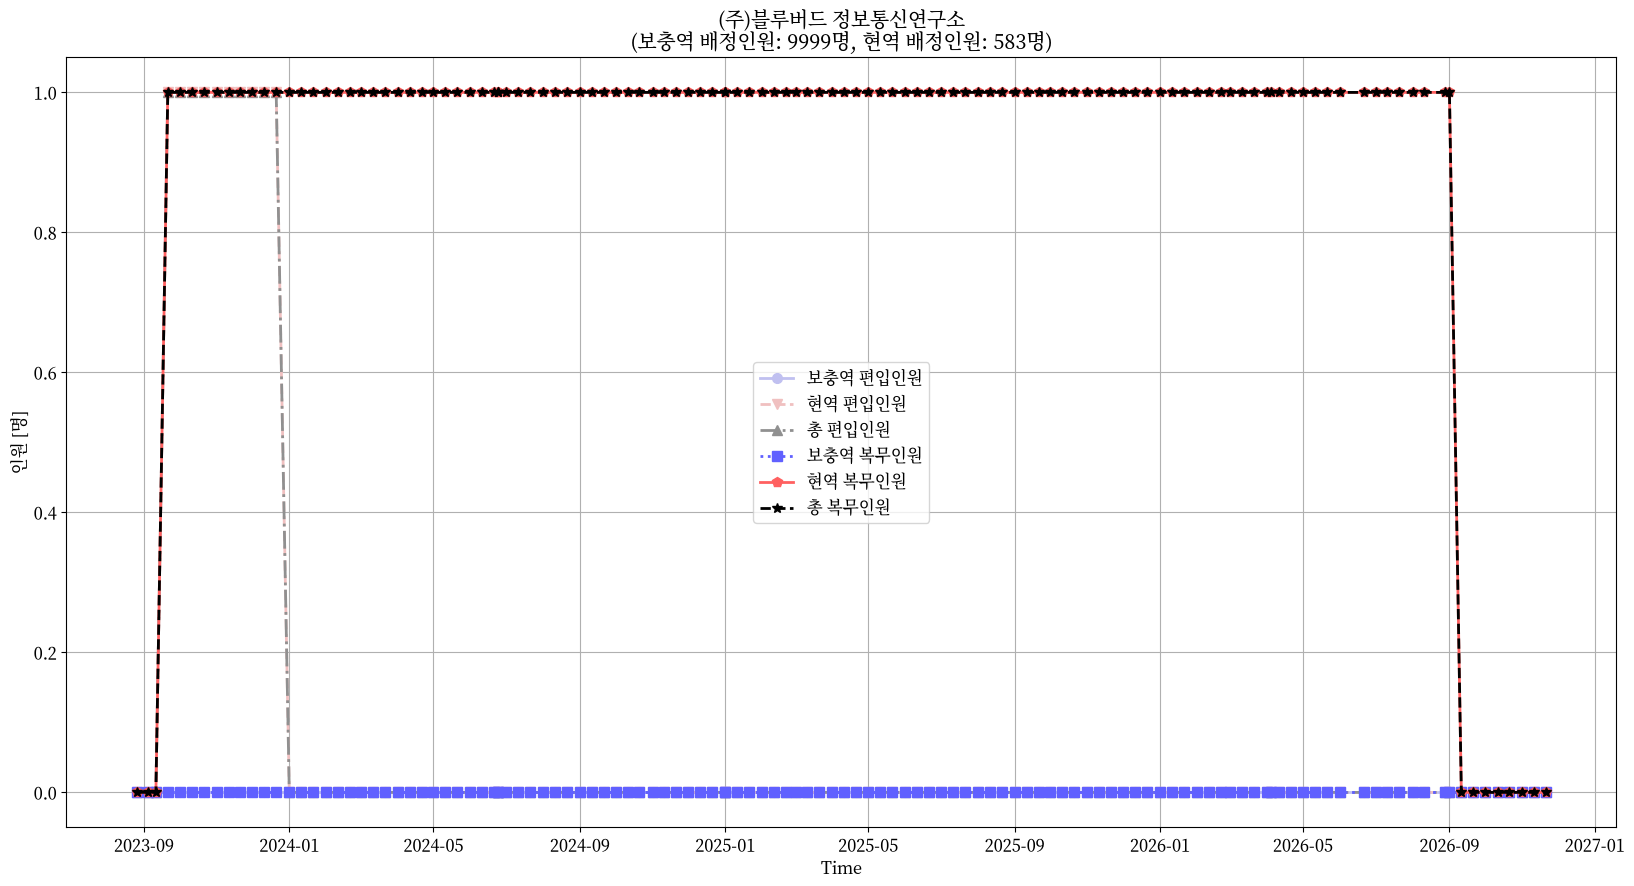 (주)블루버드 정보통신연구소
(보충역 배정인원: 9999명, 현역 배정인원: 583명)
인원 [명]
1.0
0.8
0.6
0.4
0.2
0.0
보충역 편입인원
현역 편입인원
총 편입인원
보충역 복무인원
현역 복무인원
총 복무인원
2023-09 2024-01 2024-05 2024-09 2025-01 2025-05 2025-09 2026-01 2026-05 2026-09 2027-01
Time